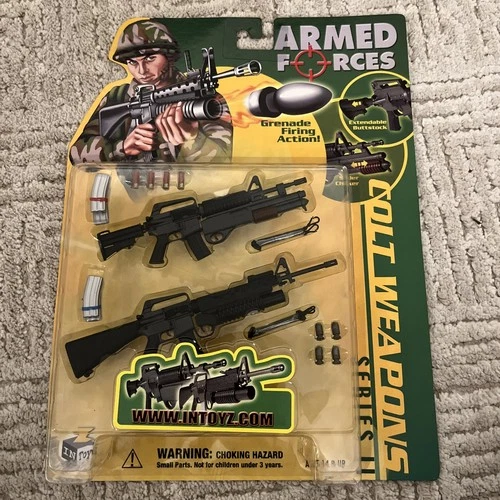 ARMED
FORCES
Grenade
Firing
Action!
Extendable
Buttstock
COLT WEAPONS
SERIES II
WWW.INTOYZ.COM
WARNING: CHOKING HAZARD
Small Parts. Not for children under 3 years.